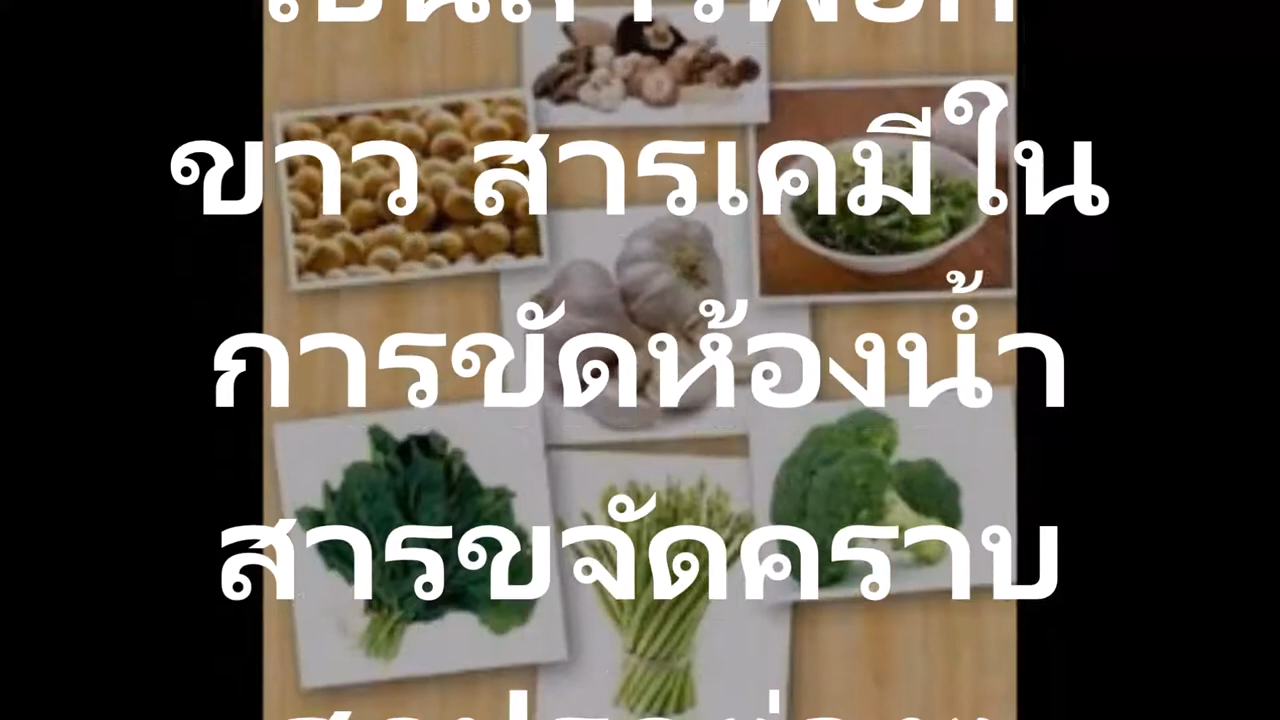 ขาว สารเคมีใน
การขัดห้องน้ำ
สารขจัดคราบ